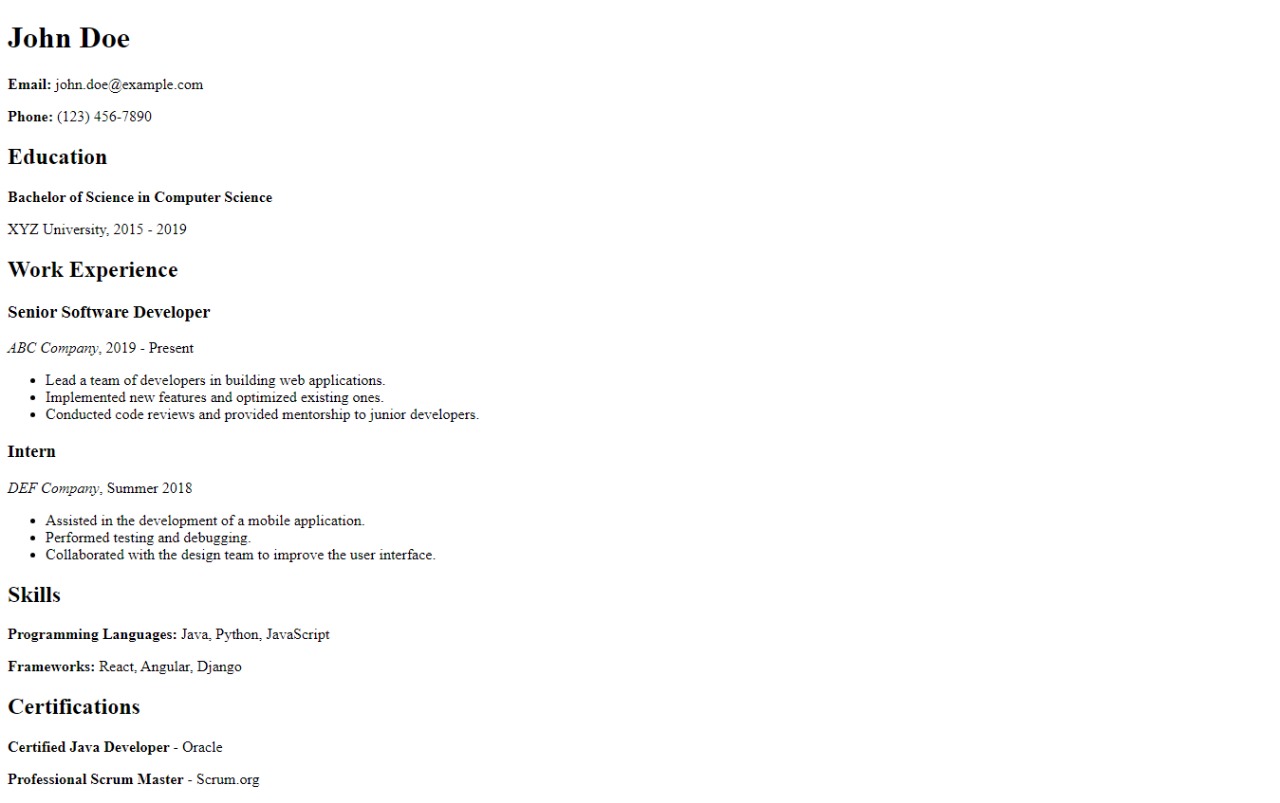 John Doe
Email: john.doe@example.com
Phone: (123) 456-7890
Education
Bachelor of Science in Computer Science
XYZ University, 2015 - 2019
Work Experience
Senior Software Developer
ABC Company, 2019 - Present
• Lead a team of developers in building web applications.
• Implemented new features and optimized existing ones.
• Conducted code reviews and provided mentorship to junior developers.
Intern
DEF Company, Summer 2018
• Assisted in the development of a mobile application.
• Performed testing and debugging.
• Collaborated with the design team to improve the user interface.
Skills
Programming Languages: Java, Python, JavaScript
Frameworks: React, Angular, Django
Certifications
Certified Java Developer - Oracle
Professional Scrum Master - Scrum.org